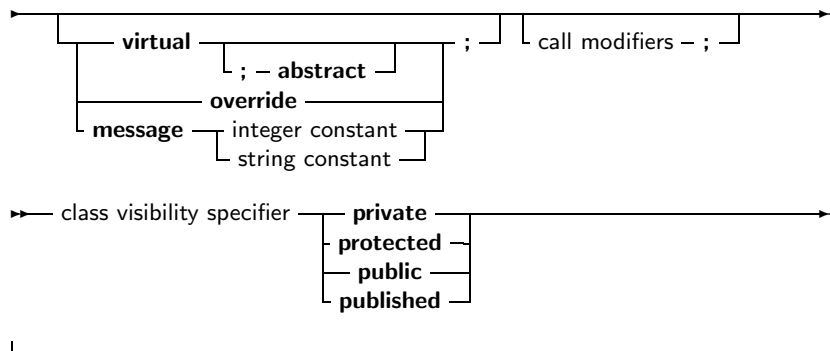 virtual ; call modifiers ;
; abstract
override
message integer constant
string constant
class visibility specifier private
protected
public
published